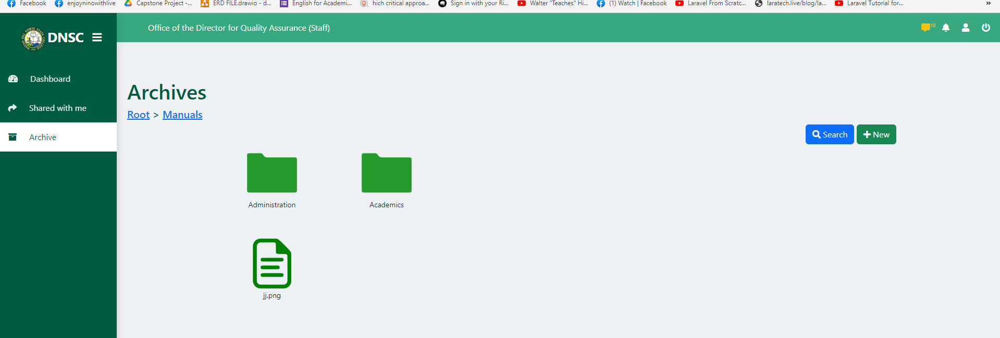 Facebook enjoyninowithlive Capstone Project -... ERD FILE.drawio - d... English for Academi... hich critical approa... Sign in with your Ri... Walter "Teaches" Hi... (1) Watch | Facebook Laravel From Scratc... laratech.live/blog/la... Laravel Tutorial for... »
DNSC
Office of the Director for Quality Assurance (Staff)
10
Dashboard
Shared with me
Archive
Archives
Root > Manuals
Search
New
Administration
Academics
jj.png